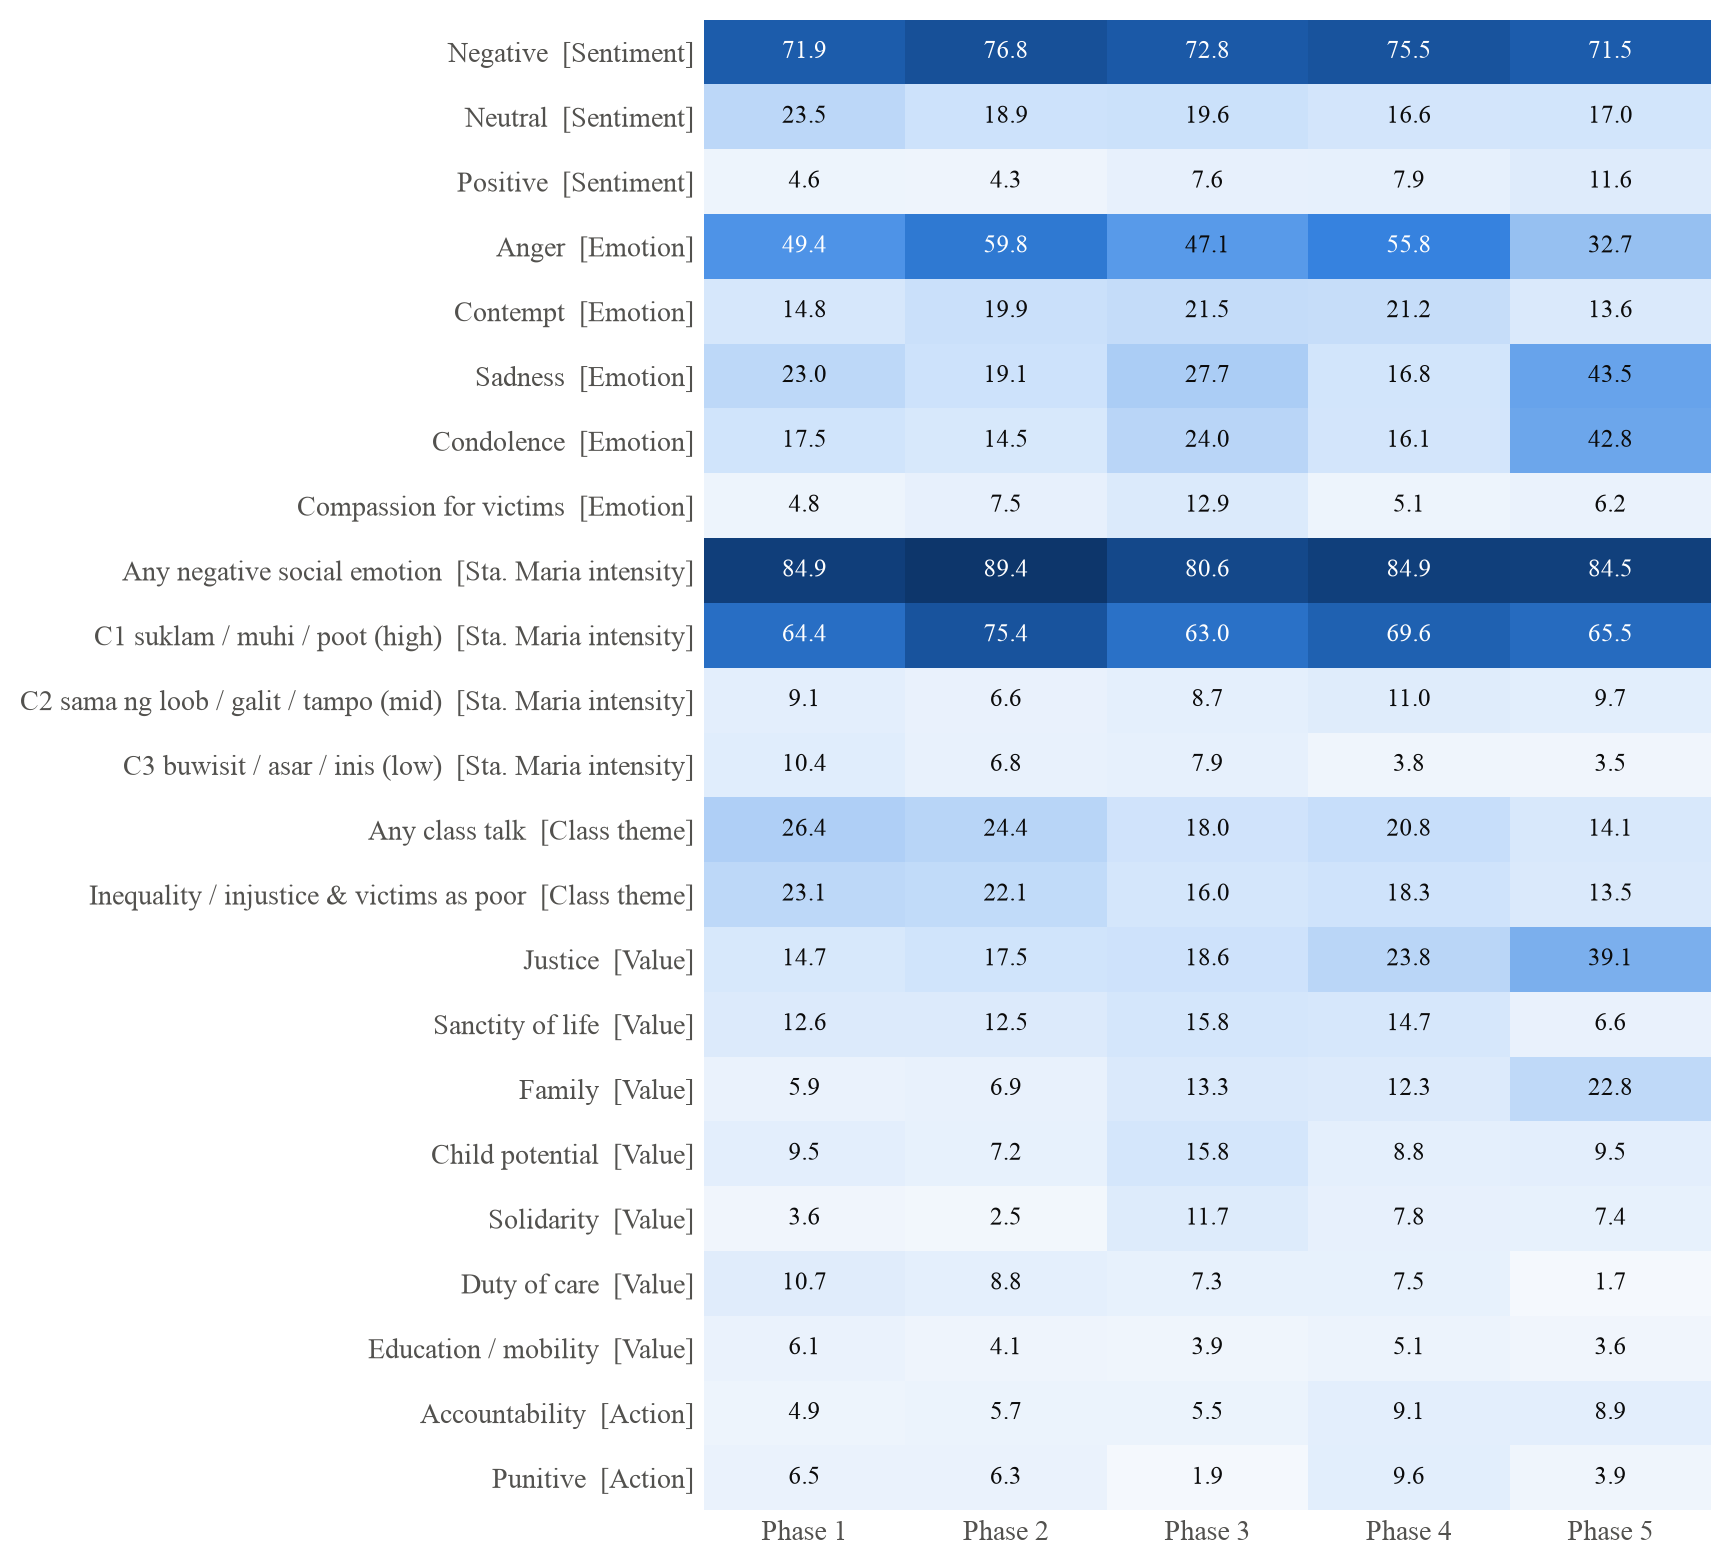 Negative [Sentiment] 71.9 76.8 72.8 75.5 71.5
Neutral [Sentiment] 23.5 18.9 19.6 16.6 17.0
Positive [Sentiment] 4.6 4.3 7.6 7.9 11.6
Anger [Emotion] 49.4 59.8 47.1 55.8 32.7
Contempt [Emotion] 14.8 19.9 21.5 21.2 13.6
Sadness [Emotion] 23.0 19.1 27.7 16.8 43.5
Condolence [Emotion] 17.5 14.5 24.0 16.1 42.8
Compassion for victims [Emotion] 4.8 7.5 12.9 5.1 6.2
Any negative social emotion [Sta. Maria intensity] 84.9 89.4 80.6 84.9 84.5
C1 suklam / muhi / poot (high) [Sta. Maria intensity] 64.4 75.4 63.0 69.6 65.5
C2 sama ng loob / galit / tampo (mid) [Sta. Maria intensity] 9.1 6.6 8.7 11.0 9.7
C3 buwisit / asar / inis (low) [Sta. Maria intensity] 10.4 6.8 7.9 3.8 3.5
Any class talk [Class theme] 26.4 24.4 18.0 20.8 14.1
Inequality / injustice & victims as poor [Class theme] 23.1 22.1 16.0 18.3 13.5
Justice [Value] 14.7 17.5 18.6 23.8 39.1
Sanctity of life [Value] 12.6 12.5 15.8 14.7 6.6
Family [Value] 5.9 6.9 13.3 12.3 22.8
Child potential [Value] 9.5 7.2 15.8 8.8 9.5
Solidarity [Value] 3.6 2.5 11.7 7.8 7.4
Duty of care [Value] 10.7 8.8 7.3 7.5 1.7
Education / mobility [Value] 6.1 4.1 3.9 5.1 3.6
Accountability [Action] 4.9 5.7 5.5 9.1 8.9
Punitive [Action] 6.5 6.3 1.9 9.6 3.9
Phase 1 Phase 2 Phase 3 Phase 4 Phase 5